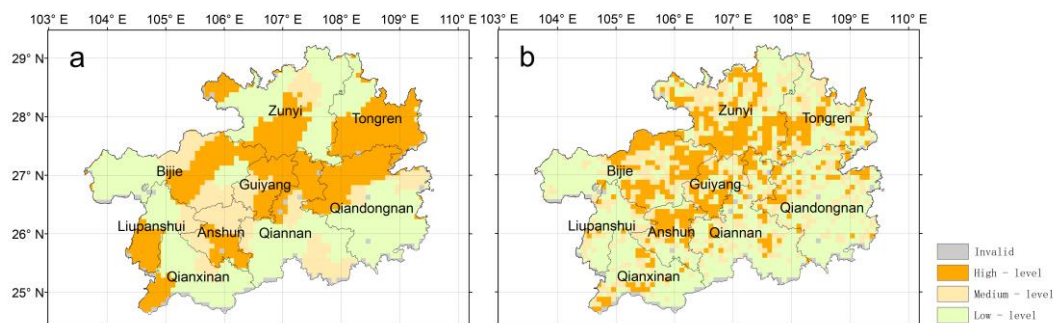 103° E 104° E 105° E 106° E 107° E 108° E 109° E 110° E
103° E 104° E 105° E 106° E 107° E 108° E 109° E 110° E
a
29° N
28° N
27° N
26° N
25° N
Zunyi
Tongren
Bijie
Guiyang
Qiandongnan
Liupanshui
Anshun
Qiannan
Qianxinan
b
Zunyi
Tongren
Bijie
Guiyang
Qiandongnan
Liupanshui
Anshun
Qiannan
Qianxinan
Invalid
High - level
Medium - level
Low - level